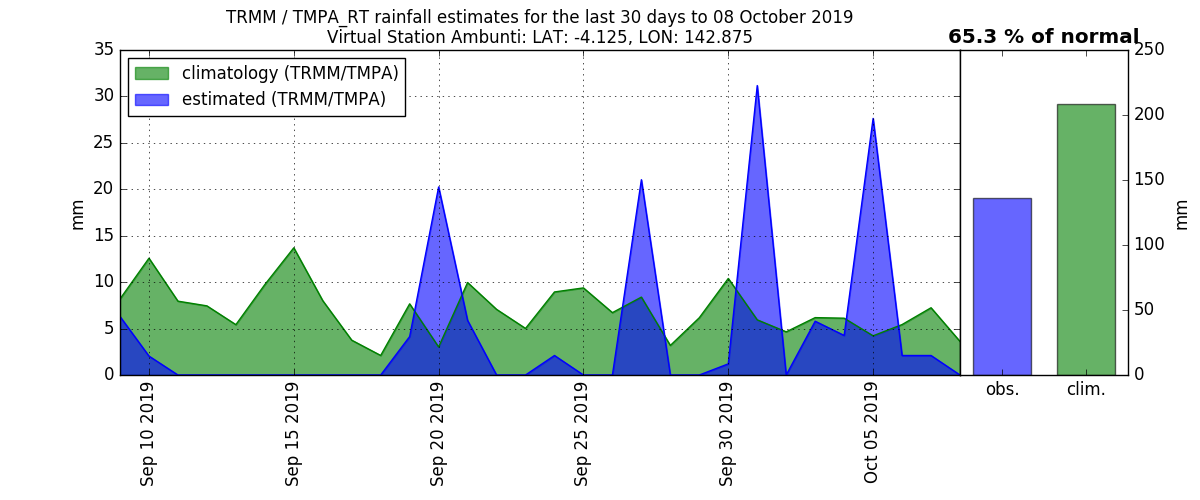 TRMM / TMPA_RT rainfall estimates for the last 30 days to 08 October 2019
Virtual Station Ambunti: LAT: -4.125, LON: 142.875
65.3 % of normal
climatology (TRMM/TMPA)
estimated (TRMM/TMPA)
35
30
25
20
15
10
5
0
mm
Sep 10 2019
Sep 15 2019
Sep 20 2019
Sep 25 2019
Sep 30 2019
Oct 05 2019
250
200
150
100
50
0
mm
obs.
clim.